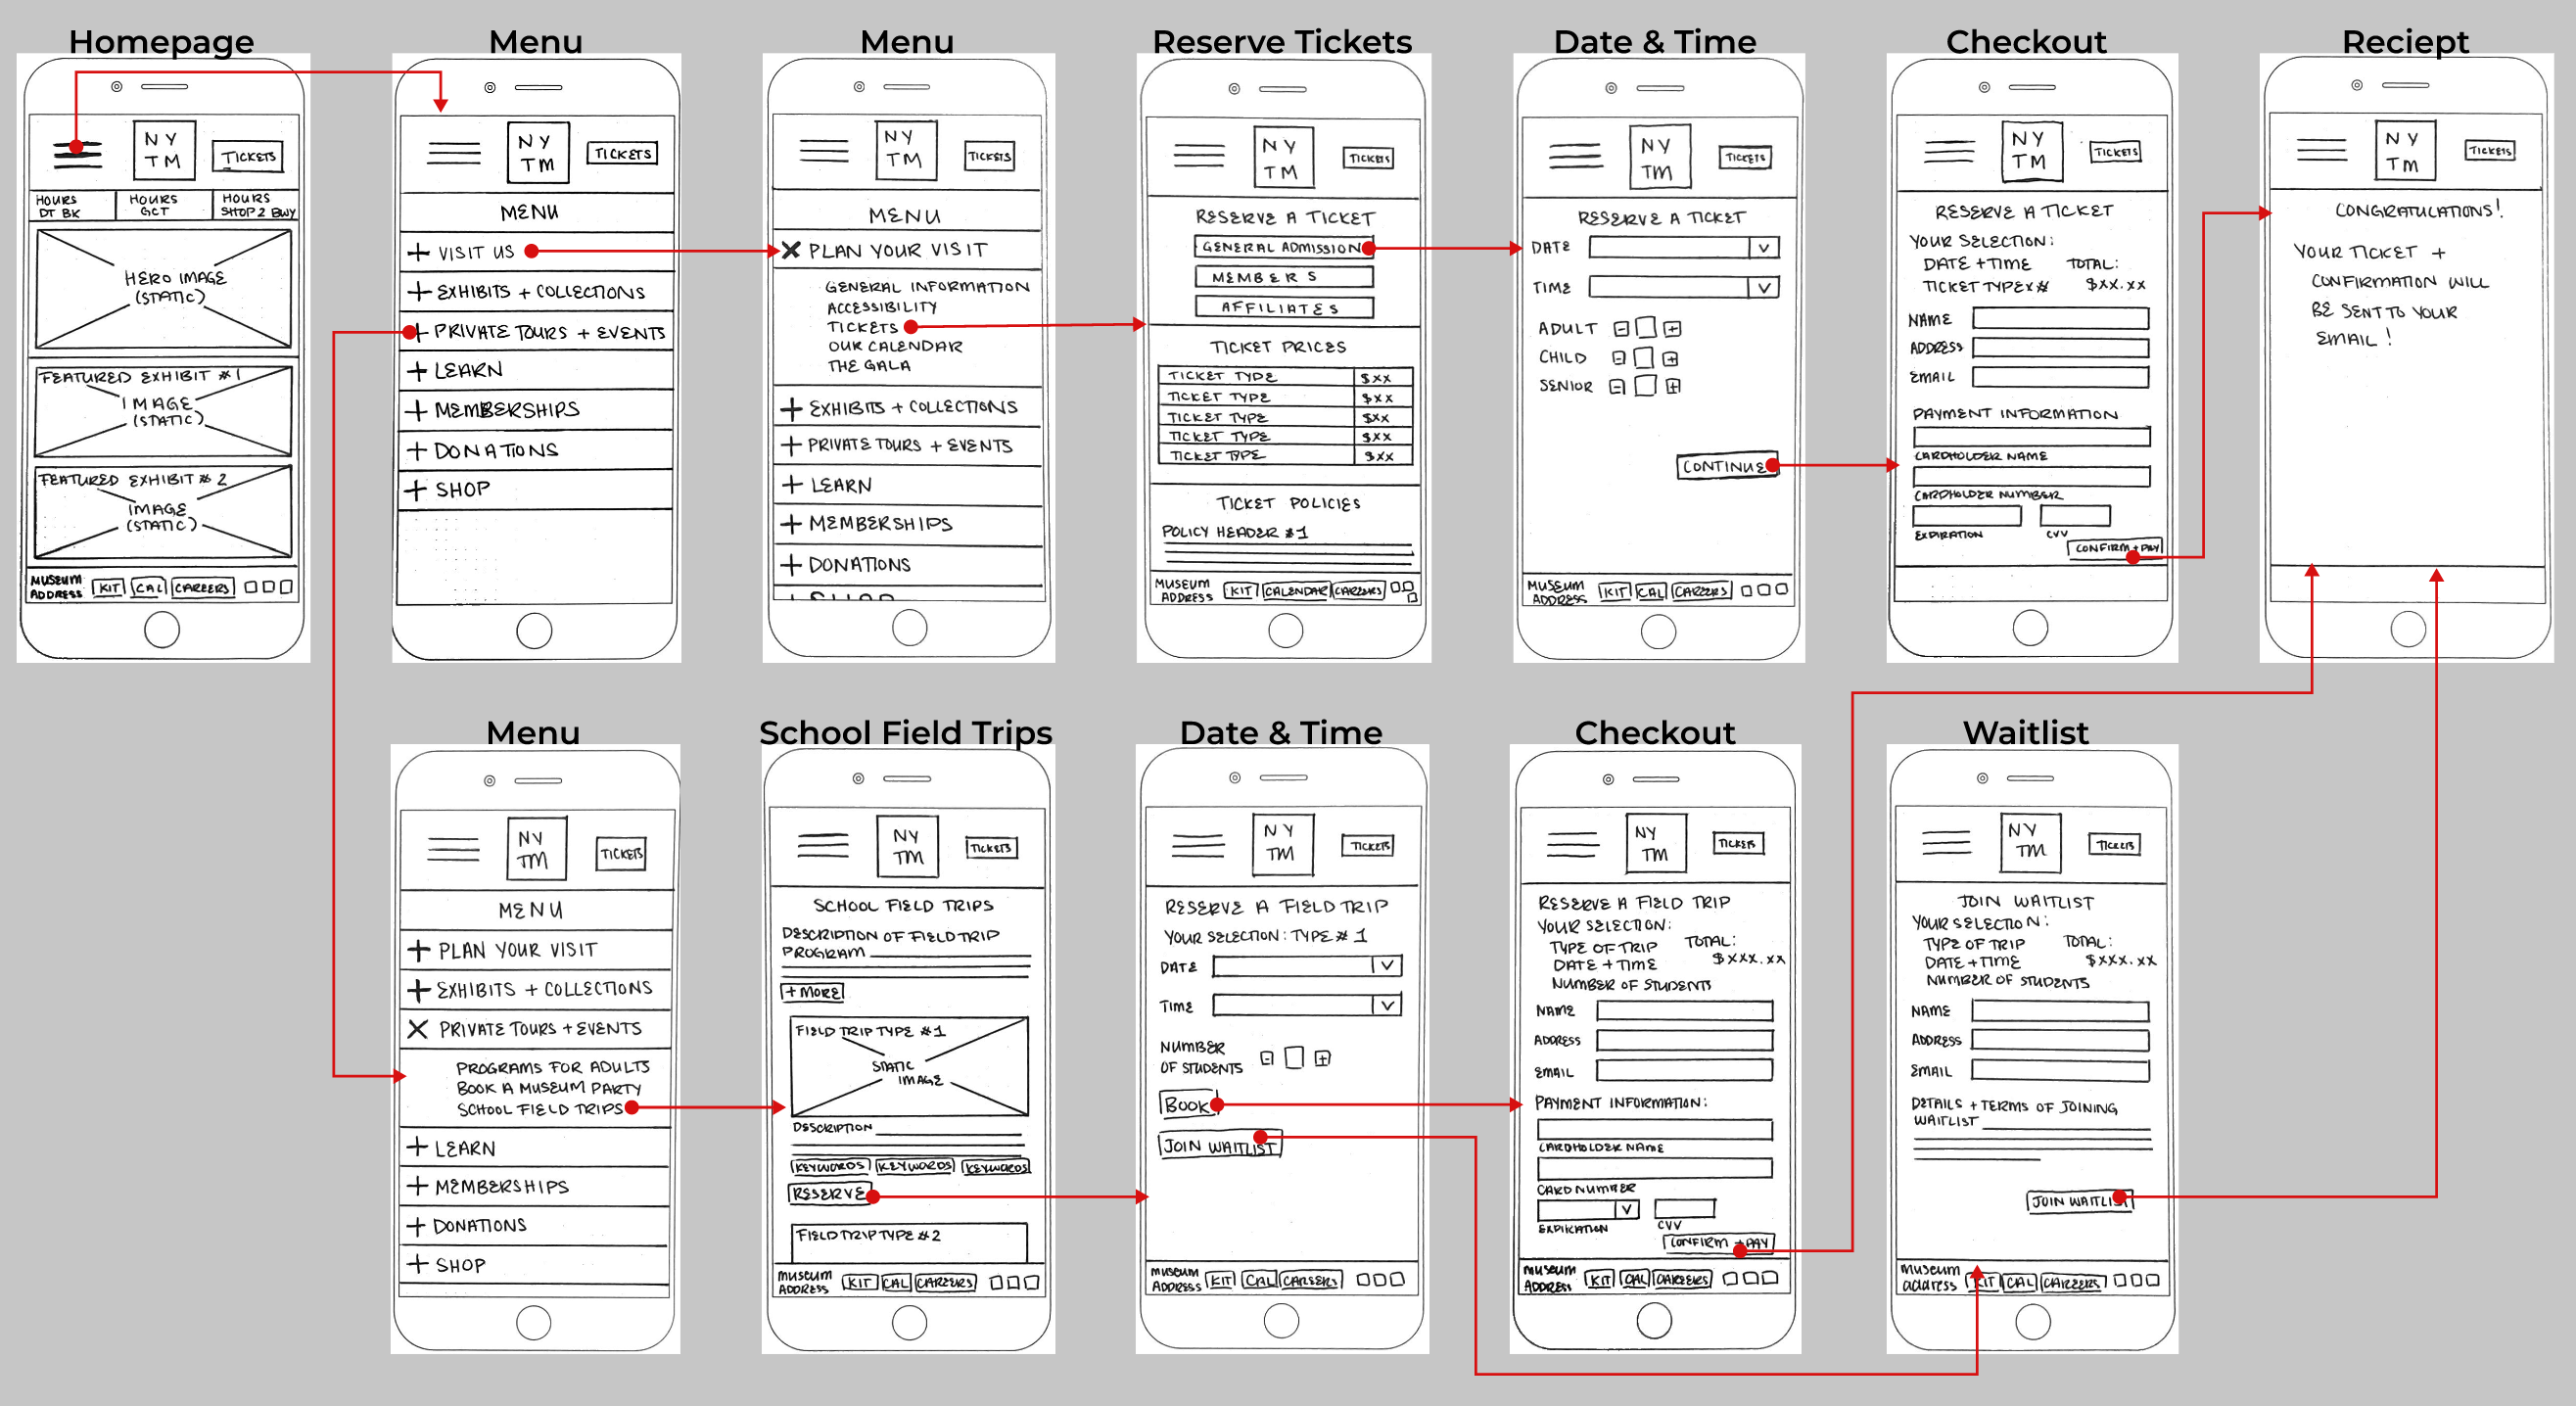 Homepage
NY
TM
TICKETS
HOURS
DT BK
HOURS
GCT
HOURS
SHOP 2 BWY
HERO IMAGE
(STATIC)
FEATURED EXHIBIT #1
IMAGE
(STATIC)
FEATURED EXHIBIT #2
IMAGE
(STATIC)
MUSEUM
ADDRESS
KIT
CAL
CAREERS
Menu
NY
TM
TICKETS
MENU
+ VISIT US
+ EXHIBITS + COLLECTIONS
+ PRIVATE TOURS + EVENTS
+ LEARN
+ MEMBERSHIPS
+ DONATIONS
+ SHOP
Menu
NY
TM
TICKETS
MENU
X PLAN YOUR VISIT
GENERAL INFORMATION
ACCESSIBILITY
TICKETS
OUR CALENDAR
THE GALA
+ EXHIBITS + COLLECTIONS
+ PRIVATE TOURS + EVENTS
+ LEARN
+ MEMBERSHIPS
+ DONATIONS
+ SHOP
Reserve Tickets
NY
TM
TICKETS
RESERVE A TICKET
GENERAL ADMISSION
MEMBERS
AFFILIATES
TICKET PRICES
TICKET TYPE $XX
TICKET TYPE $XX
TICKET TYPE $XX
TICKET TYPE $XX
TICKET TYPE $XX
TICKET POLICIES
POLICY HEADER #1
MUSEUM
ADDRESS
KIT
CALENDAR
CAREERS
Date & Time
NY
TM
TICKETS
RESERVE A TICKET
DATE
TIME
ADULT - +
CHILD - +
SENIOR - +
CONTINUE
MUSEUM
ADDRESS
KIT
CAL
CAREERS
Checkout
NY
TM
TICKETS
RESERVE A TICKET
YOUR SELECTION:
DATE + TIME TOTAL:
TICKET TYPE X # $XX.XX
NAME
ADDRESS
EMAIL
PAYMENT INFORMATION
CARDHOLDER NAME
CARDHOLDER NUMBER
EXPIRATION CVV
CONFIRM + PAY
Reciept
NY
TM
TICKETS
CONGRATULATIONS!
YOUR TICKET +
CONFIRMATION WILL
BE SENT TO YOUR
EMAIL!
Menu
NY
TM
TICKETS
MENU
+ PLAN YOUR VISIT
+ EXHIBITS + COLLECTIONS
X PRIVATE TOURS + EVENTS
PROGRAMS FOR ADULTS
BOOK A MUSEUM PARTY
SCHOOL FIELD TRIPS
+ LEARN
+ MEMBERSHIPS
+ DONATIONS
+ SHOP
School Field Trips
NY
TM
TICKETS
SCHOOL FIELD TRIPS
DESCRIPTION OF FIELD TRIP
PROGRAM
+ MORE
FIELD TRIP TYPE #1
STATIC
IMAGE
DESCRIPTION
KEYWORDS KEYWORDS KEYWORDS
RESERVE
FIELD TRIP TYPE #2
MUSEUM
ADDRESS
KIT
CAL
CAREERS
Date & Time
NY
TM
TICKETS
RESERVE A FIELD TRIP
YOUR SELECTION: TYPE #1
DATE
TIME
NUMBER
OF STUDENTS - +
BOOK
JOIN WAITLIST
MUSEUM
ADDRESS
KIT
CAL
CAREERS
Checkout
NY
TM
TICKETS
RESERVE A FIELD TRIP
YOUR SELECTION:
TYPE OF TRIP TOTAL:
DATE + TIME $XXX.XX
NUMBER OF STUDENTS
NAME
ADDRESS
EMAIL
PAYMENT INFORMATION:
CARDHOLDER NAME
CARD NUMBER
EXPIRATION CVV
CONFIRM + PAY
MUSEUM
ADDRESS
KIT
CAL
CAREERS
Waitlist
NY
TM
TICKETS
JOIN WAITLIST
YOUR SELECTION:
TYPE OF TRIP TOTAL:
DATE + TIME $XXX.XX
NUMBER OF STUDENTS
NAME
ADDRESS
EMAIL
DETAILS + TERMS OF JOINING
WAITLIST
JOIN WAITLIST
MUSEUM
ADDRESS
KIT
CAL
CAREERS